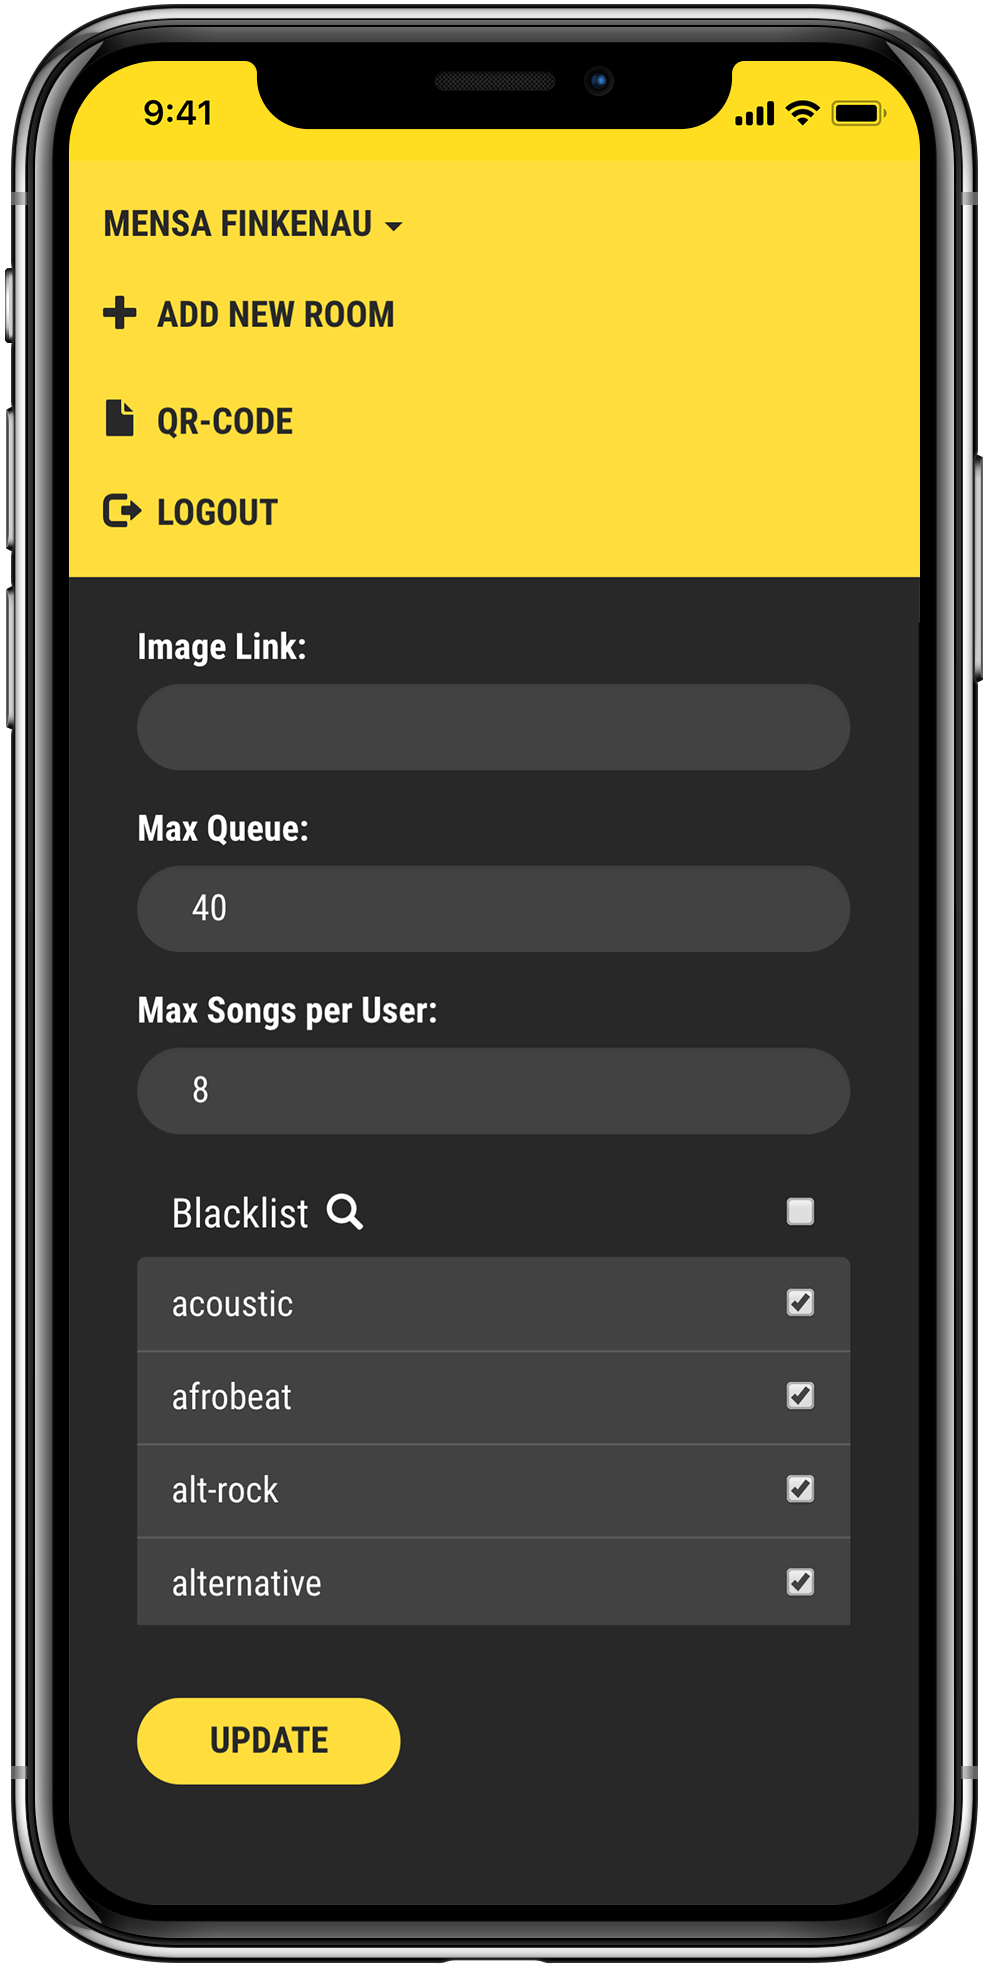 9:41
MENSA FINKENAU
ADD NEW ROOM
QR-CODE
LOGOUT
Image Link:
Max Queue:
40
Max Songs per User:
8
Blacklist
acoustic
afrobeat
alt-rock
alternative
UPDATE